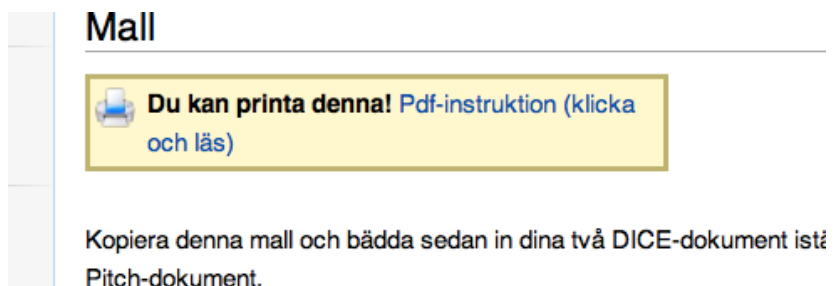 Mall
Du kan printa denna! Pdf-instruktion (klicka
och läs)
Kopiera denna mall och bädda sedan in dina två DICE-dokument
Pitch-dokument.